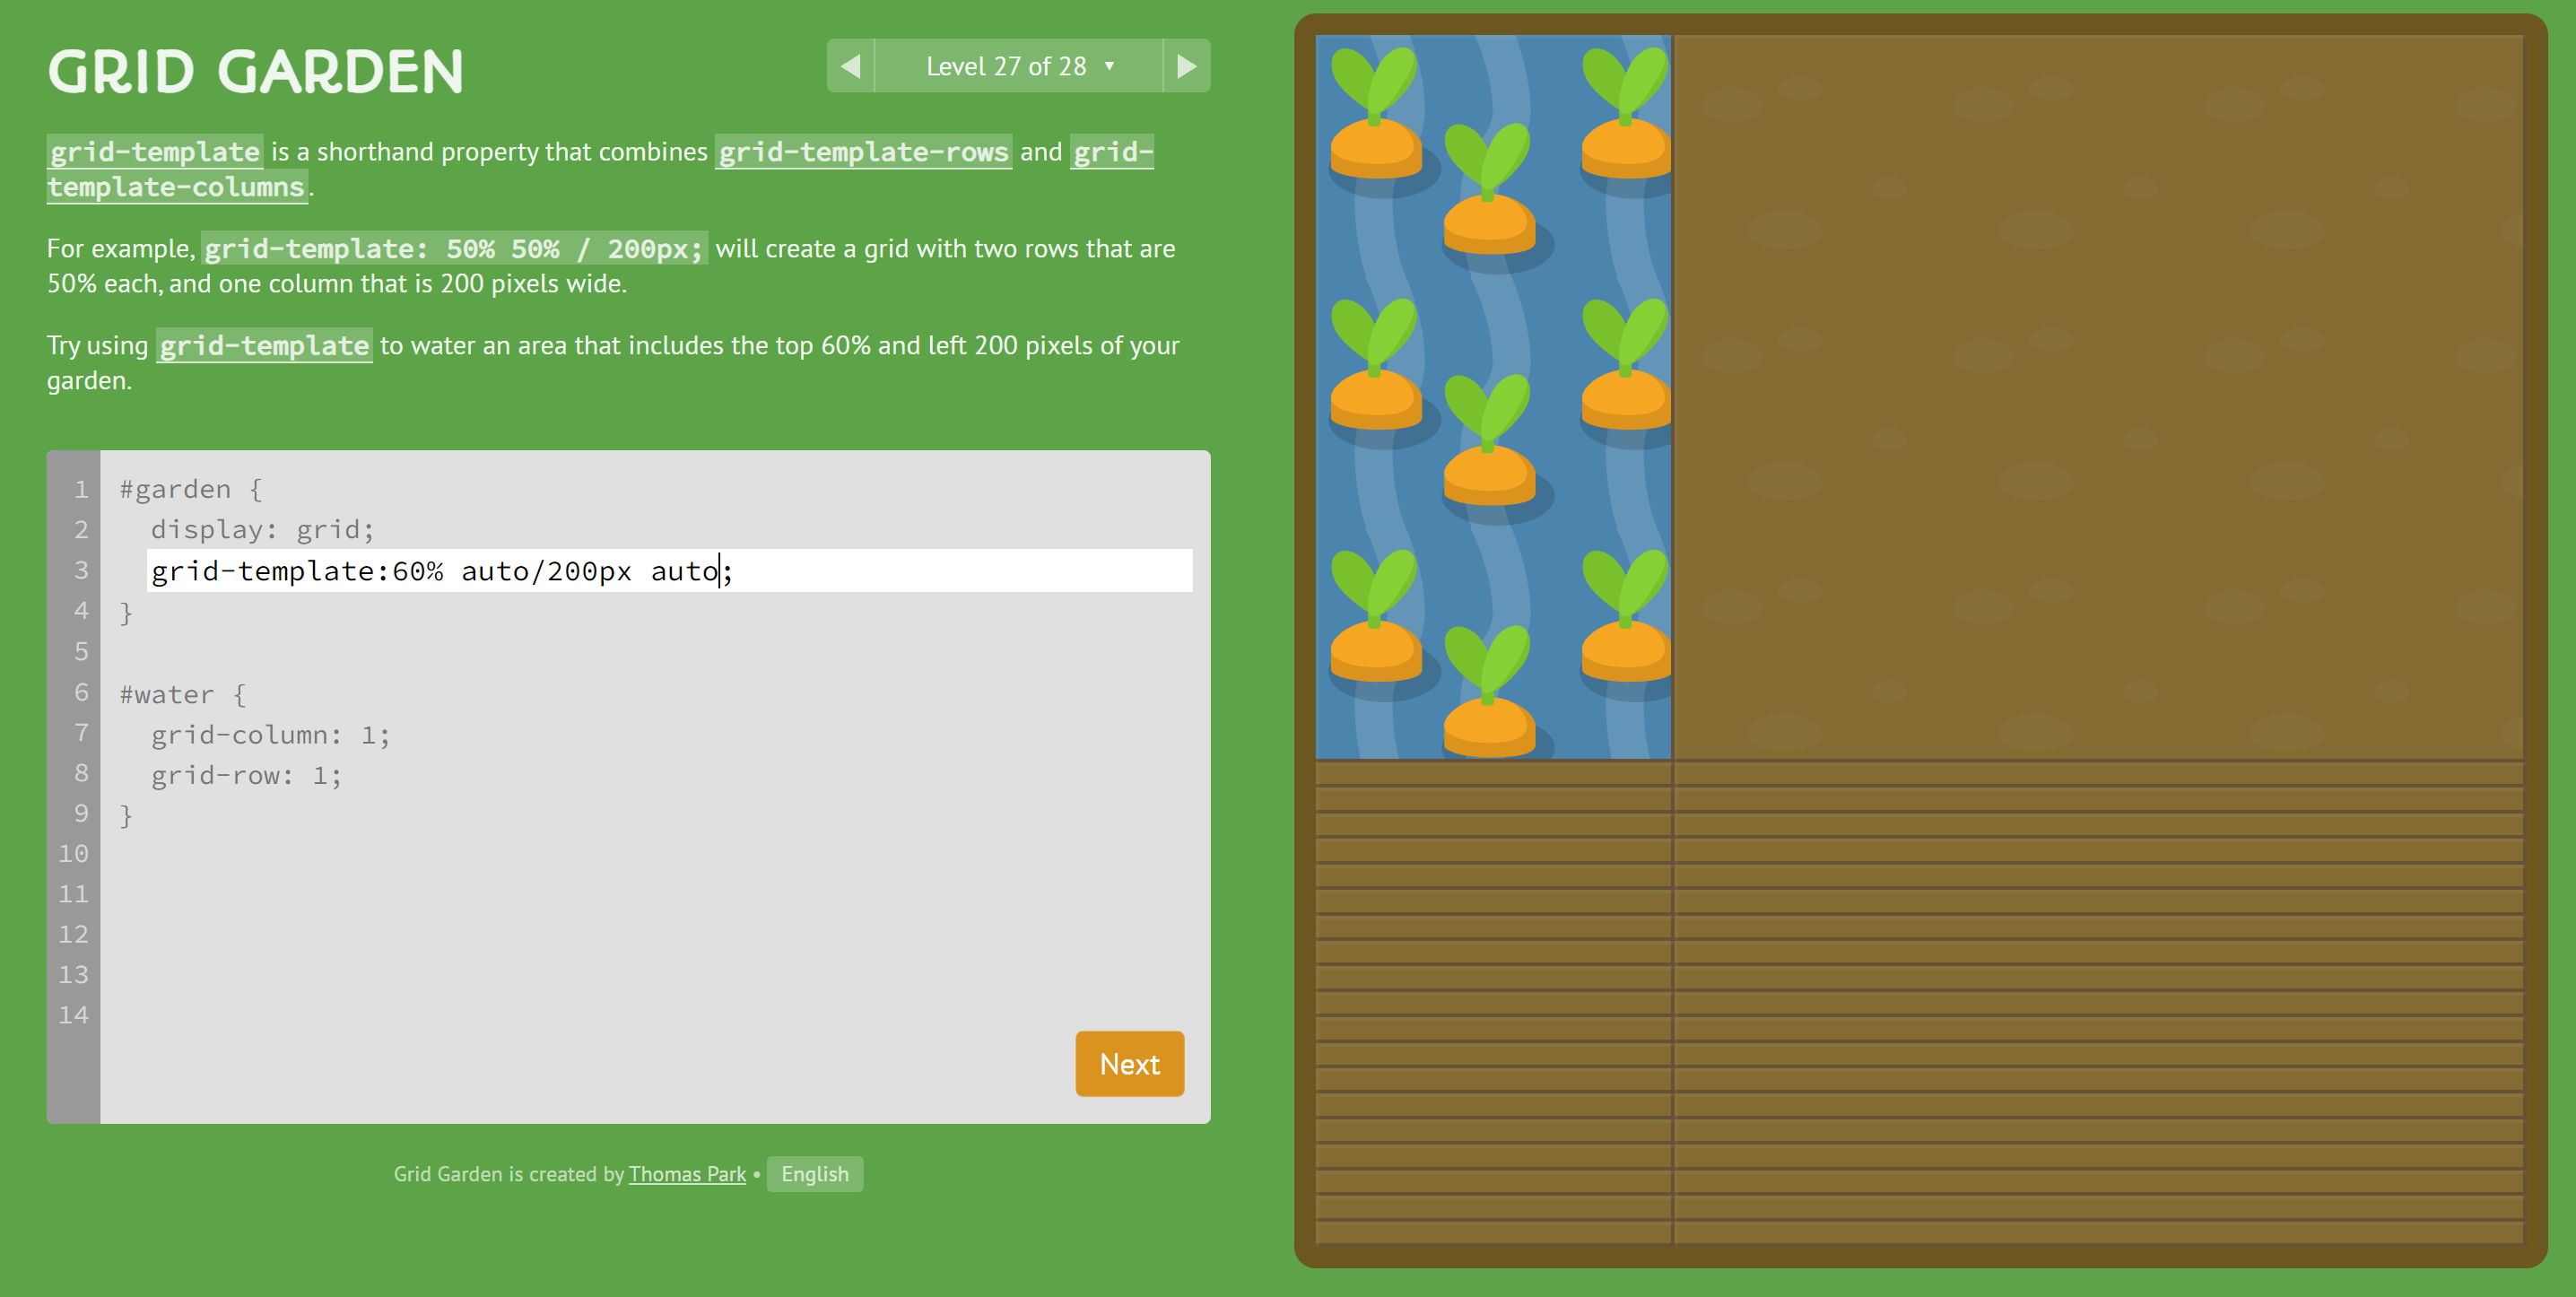 GRID GARDEN
◀ Level 27 of 28 ▼ ▶
grid-template is a shorthand property that combines grid-template-rows and grid-
template-columns.
For example, grid-template: 50% 50% / 200px; will create a grid with two rows that are
50% each, and one column that is 200 pixels wide.
Try using grid-template to water an area that includes the top 60% and left 200 pixels of your
garden.
1 #garden {
2 display: grid;
3 grid-template:60% auto/200px auto;
4 }
5
6 #water {
7 grid-column: 1;
8 grid-row: 1;
9 }
10
11
12
13
14
Next
Grid Garden is created by Thomas Park • English